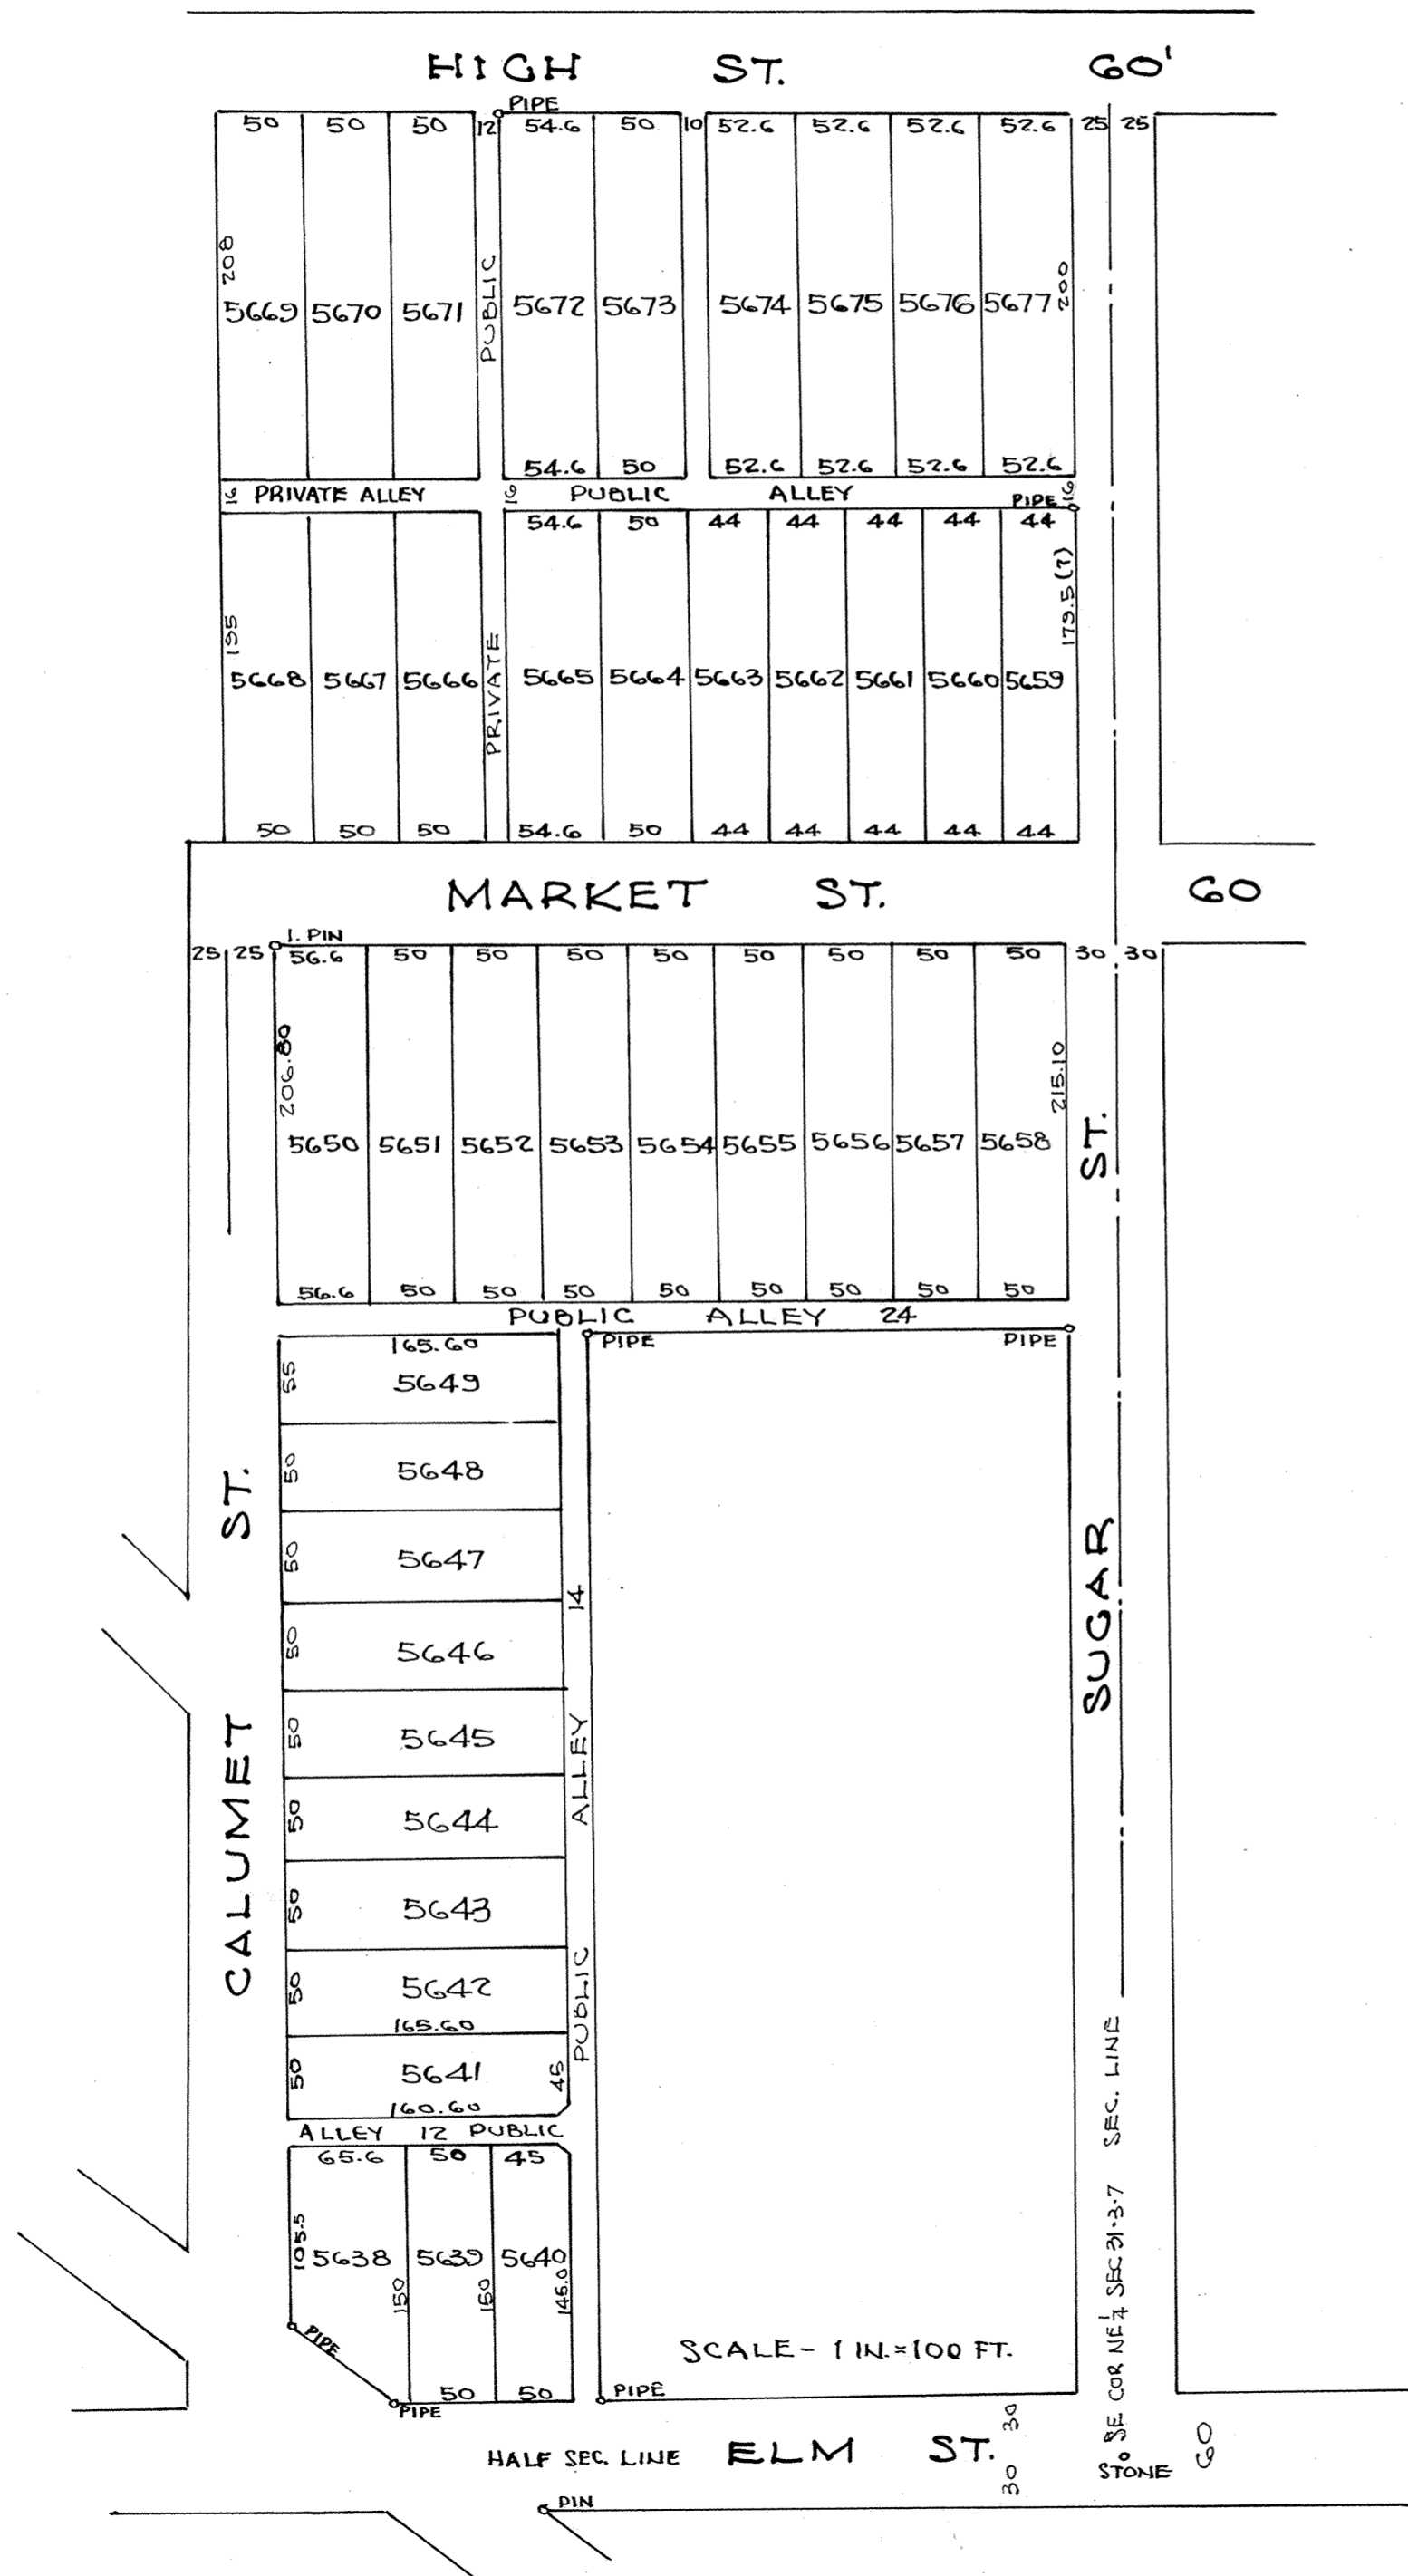 HIGH ST. 60'
PIPE
50 50 50 12 54.6 50 10 52.6 52.6 52.6 52.6 25 25
208
PUBLIC
200
5669 5670 5671 5672 5673 5674 5675 5676 5677
54.6 50 52.6 52.6 52.6 52.6
16 PRIVATE ALLEY 16 PUBLIC ALLEY PIPE 16
54.6 50 44 44 44 44 44
195
PRIVATE
179.5 (?)
5668 5667 5666 5665 5664 5663 5662 5661 5660 5659
50 50 50 54.6 50 44 44 44 44 44
MARKET ST. 60
I. PIN
25 25 56.6 50 50 50 50 50 50 50 50 30 30
206.80
215.10
5650 5651 5652 5653 5654 5655 5656 5657 5658
56.6 50 50 50 50 50 50 50 50
PUBLIC ALLEY 24
PIPE PIPE
165.60
55 5649
50 5648
50 5647
50 5646
50 5645
50 5644
50 5643
50 5642
165.60
50 5641 45
160.60
CALUMET ST.
PUBLIC ALLEY 14
SUGAR ST.
ALLEY 12 PUBLIC
65.6 50 45
105.5
5638 5639 5640
150 150 145.0
PIPE
50 50
PIPE
PIPE
SCALE - 1 IN. = 100 FT.
SE COR NE 1/4 SEC 31-3-7 SEC. LINE
STONE
HALF SEC. LINE ELM ST. 30 30 60
PIN